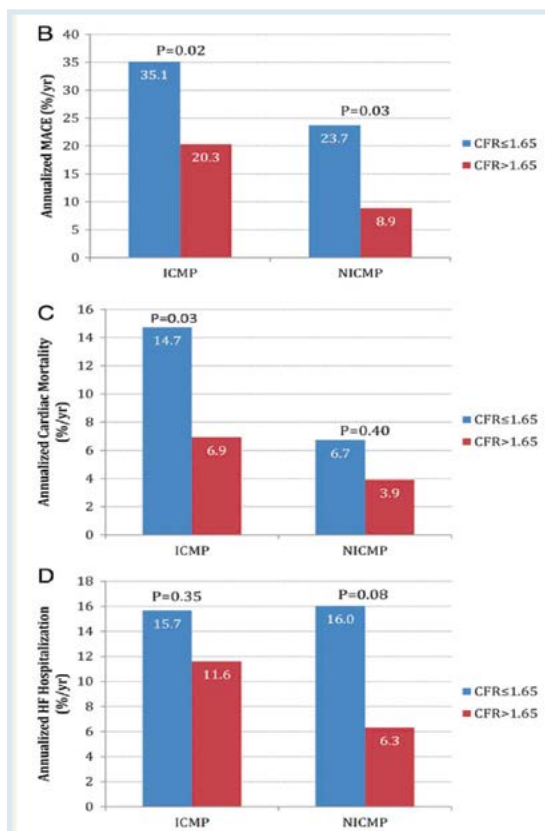 B
Annualized MACE (%/yr)
40
35
30
25
20
15
10
5
0
P=0.02
35.1
20.3
P=0.03
23.7
8.9
ICMP
NICMP
CFR≤1.65
CFR>1.65
C
Annualized Cardiac Mortality
(%/yr)
16
14
12
10
8
6
4
2
0
P=0.03
14.7
6.9
P=0.40
6.7
3.9
ICMP
NICMP
CFR≤1.65
CFR>1.65
D
Annualized HF Hospitalization
(%/yr)
18
16
14
12
10
8
6
4
2
0
P=0.35
15.7
11.6
P=0.08
16.0
6.3
ICMP
NICMP
CFR≤1.65
CFR>1.65